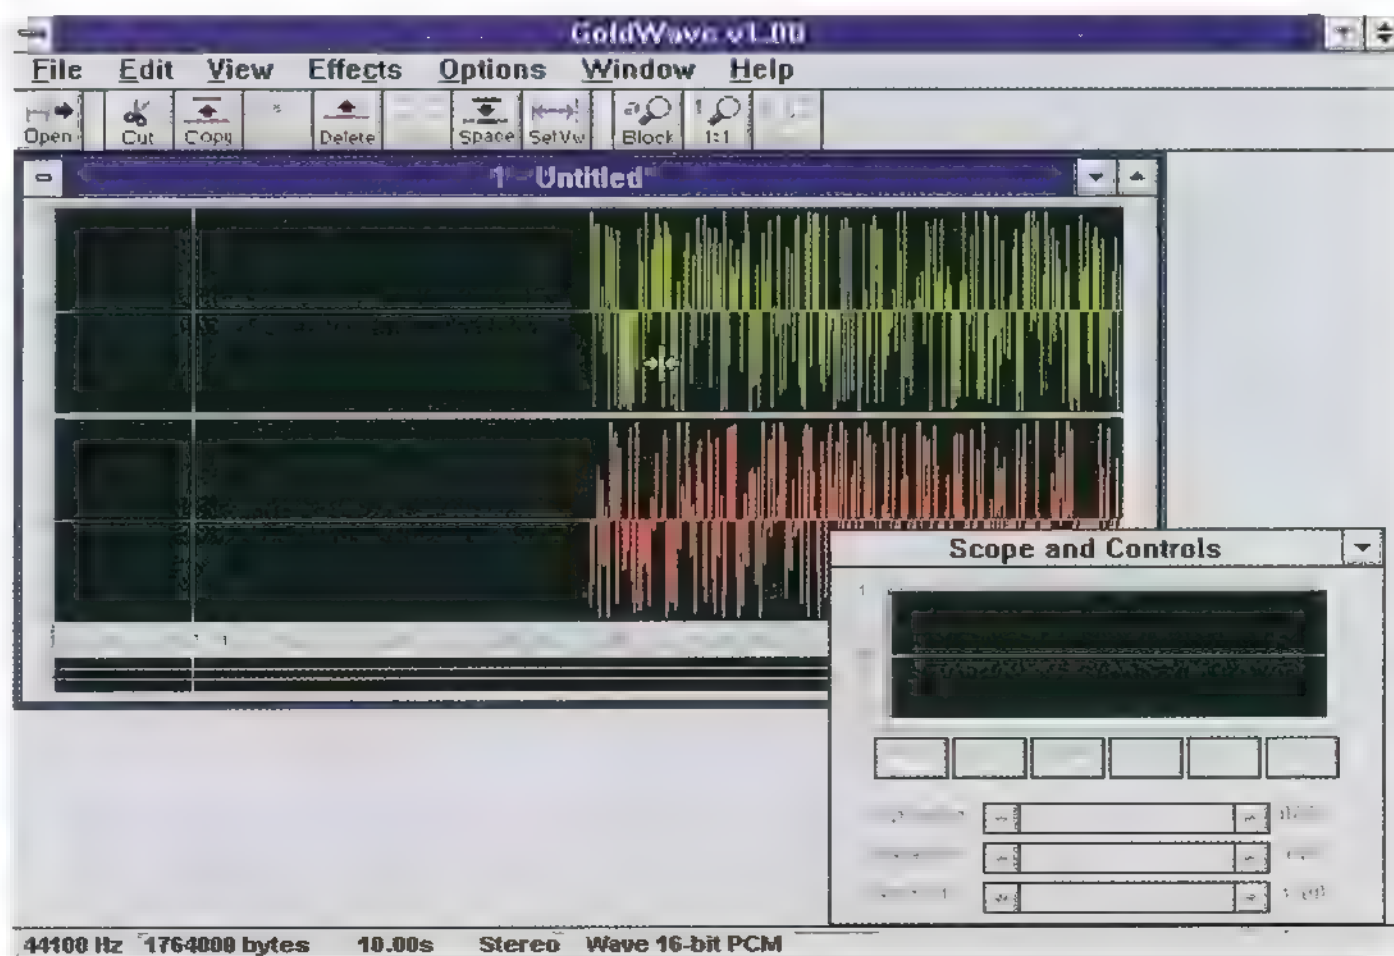 GoldWave v1.00
File Edit View Effects Options Window Help
Open Cut Copy Delete Space SetVw Block 1:1
1 - Untitled
Scope and Controls
1
44100 Hz 1764000 bytes 10.00s Stereo Wave 16-bit PCM